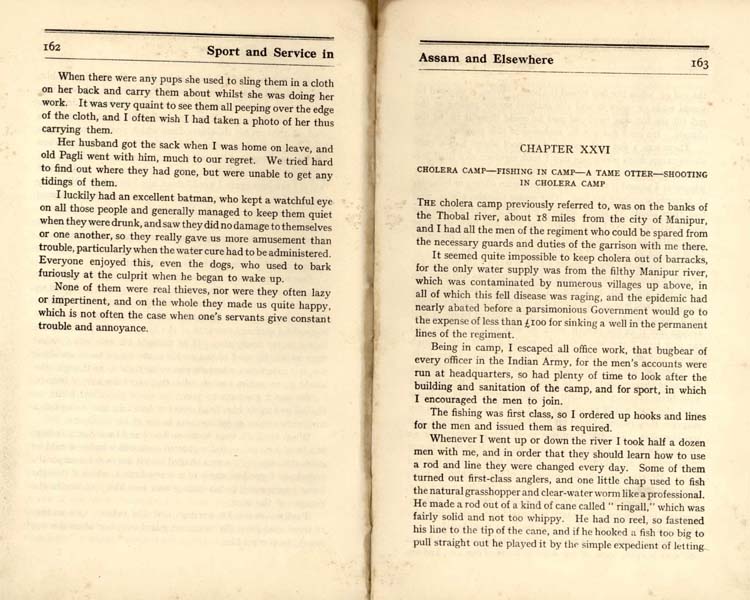 162
Sport and Service in
When there were any pups she used to sling them in a cloth
on her back and carry them about whilst she was doing her
work. It was very quaint to see them all peeping over the edge
of the cloth, and I often wish I had taken a photo of her thus
carrying them.
Her husband got the sack when I was home on leave, and
old Pagli went with him, much to our regret. We tried hard
to find out where they had gone, but were unable to get any
tidings of them.
I luckily had an excellent batman, who kept a watchful eye
on all those people and generally managed to keep them quiet
when they were drunk, and saw they did no damage to themselves
or one another, so they really gave us more amusement than
trouble, particularly when the water cure had to be administered.
Everyone enjoyed this, even the dogs, who used to bark
furiously at the culprit when he began to wake up.
None of them were real thieves, nor were they often lazy
or impertinent, and on the whole they made us quite happy,
which is not often the case when one's servants give constant
trouble and annoyance.
Assam and Elsewhere
163
CHAPTER XXVI
CHOLERA CAMP—FISHING IN CAMP—A TAME OTTER—SHOOTING
IN CHOLERA CAMP
THE cholera camp previously referred to, was on the banks of
the Thobal river, about 18 miles from the city of Manipur,
and I had all the men of the regiment who could be spared from
the necessary guards and duties of the garrison with me there.
It seemed quite impossible to keep cholera out of barracks,
for the only water supply was from the filthy Manipur river,
which was contaminated by numerous villages up above, in
all of which this fell disease was raging, and the epidemic had
nearly abated before a parsimonious Government would go to
the expense of less than £100 for sinking a well in the permanent
lines of the regiment.
Being in camp, I escaped all office work, that bugbear of
every officer in the Indian Army, for the men's accounts were
run at headquarters, so had plenty of time to look after the
building and sanitation of the camp, and for sport, in which
I encouraged the men to join.
The fishing was first class, so I ordered up hooks and lines
for the men and issued them as required.
Whenever I went up or down the river I took half a dozen
men with me, and in order that they should learn how to use
a rod and line they were changed every day. Some of them
turned out first-class anglers, and one little chap used to fish
the natural grasshopper and clear-water worm like a professional.
He made a rod out of a kind of cane called " ringall," which was
fairly solid and not too whippy. He had no reel, so fastened
his line to the tip of the cane, and if he hooked a fish too big to
pull straight out he played it by the simple expedient of letting